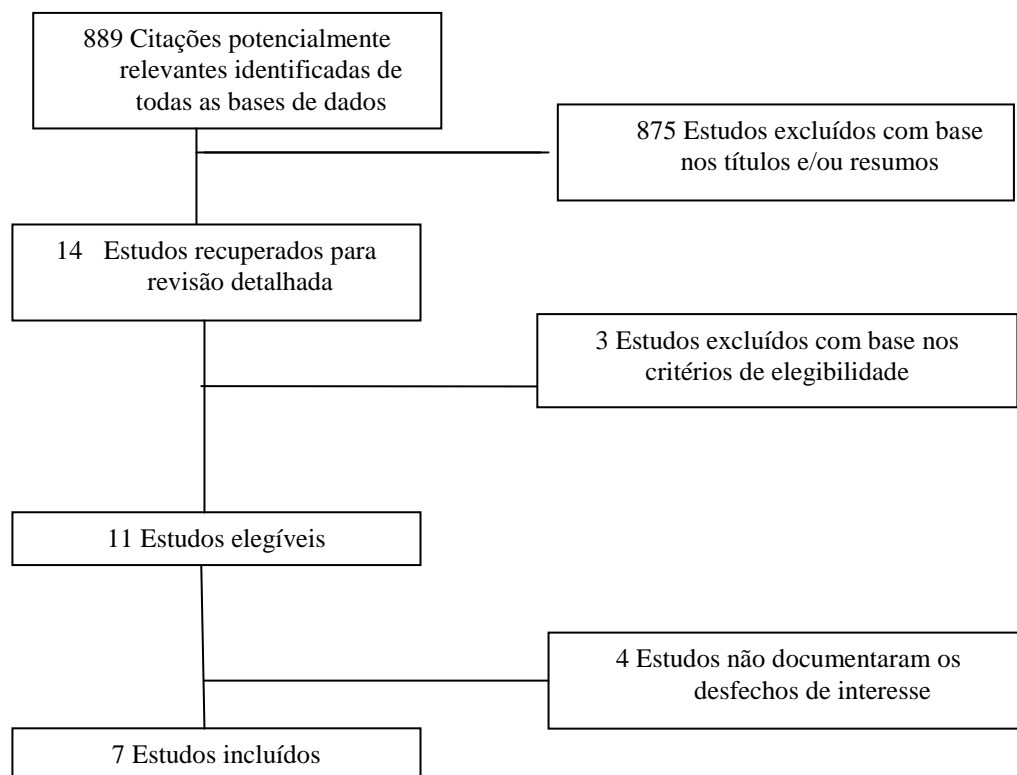 889 Citações potencialmente
relevantes identificadas de
todas as bases de dados
875 Estudos excluídos com base
nos títulos e/ou resumos
14 Estudos recuperados para
revisão detalhada
3 Estudos excluídos com base nos
critérios de elegibilidade
11 Estudos elegíveis
4 Estudos não documentaram os
desfechos de interesse
7 Estudos incluídos